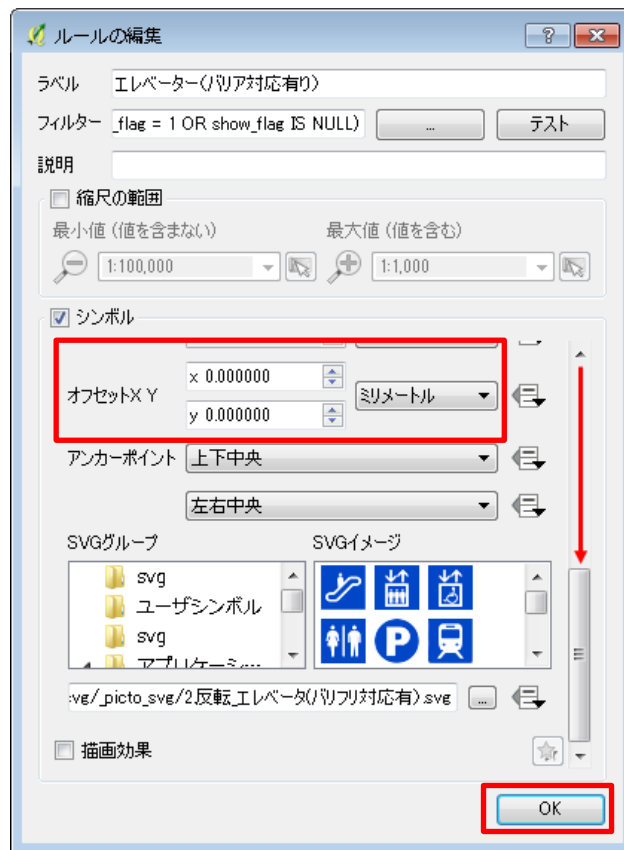 ルールの編集
ラベル エレベーター(バリア対応有り)
フィルター _flag = 1 OR show_flag IS NULL) ... テスト
説明
縮尺の範囲
最小値 (値を含まない) 最大値 (値を含む)
1:100,000 1:1,000
シンボル
オフセットX Y x 0.000000 ミリメートル
y 0.000000
アンカーポイント 上下中央
左右中央
SVGグループ SVGイメージ
svg
ユーザシンボル
svg
アプリケーシ...
P
:vg/_picto_svg/2.反転_エレベータ(バリフリ対応有).svg ...
描画効果
OK